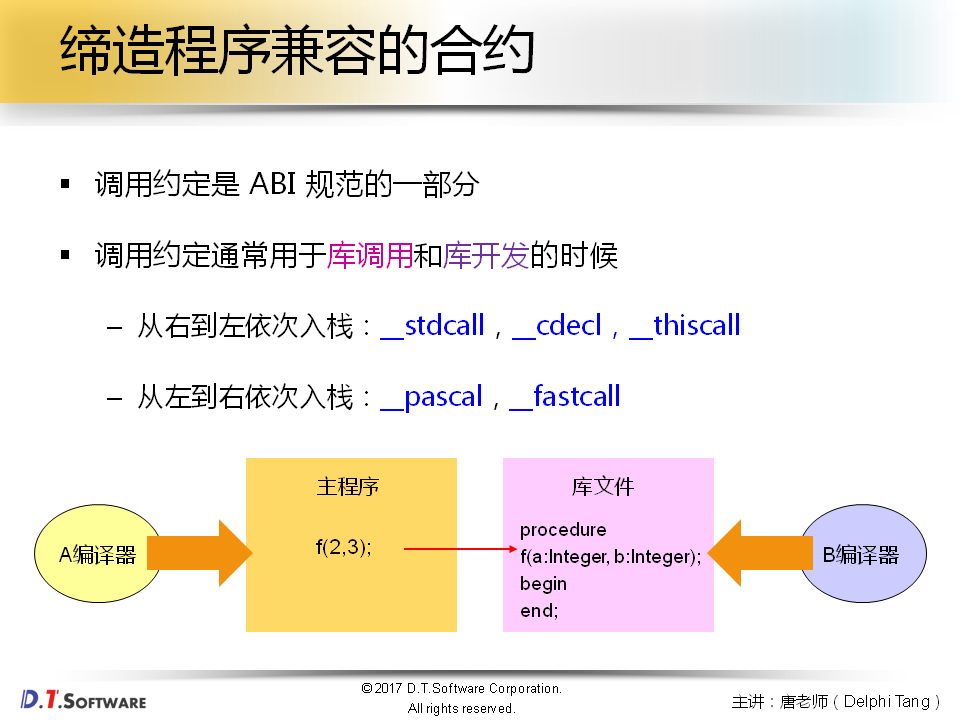 缔造程序兼容的合约
调用约定是 ABI 规范的一部分
调用约定通常用于库调用和库开发的时候
– 从右到左依次入栈：__stdcall，__cdecl，__thiscall
– 从左到右依次入栈：__pascal，__fastcall
主程序
f(2,3);
库文件
procedure
f(a:Integer, b:Integer);
begin
end;
A编译器
B编译器
D.T.SOFTWARE
©2017 D.T.Software Corporation.
All rights reserved.
主讲：唐老师（Delphi Tang）